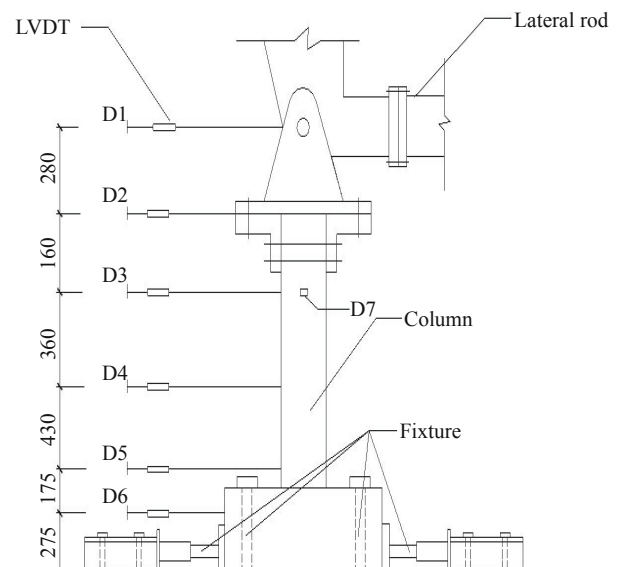 Lateral rod
LVDT
D1
280
D2
160
D3
D7
Column
360
D4
430
Fixture
D5
175
D6
275